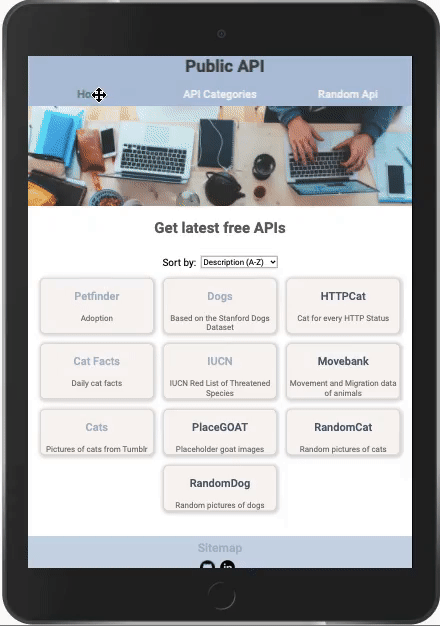 Public API
Ho
API Categories
Random Api
Get latest free APIs
Sort by: Description (A-Z)
Petfinder
Adoption
Dogs
Based on the Stanford Dogs
Dataset
HTTPCat
Cat for every HTTP Status
Cat Facts
Daily cat facts
IUCN
IUCN Red List of Threatened
Species
Movebank
Movement and Migration data
of animals
Cats
Pictures of cats from Tumblr
PlaceGOAT
Placeholder goat images
RandomCat
Random pictures of cats
RandomDog
Random pictures of dogs
Sitemap
in